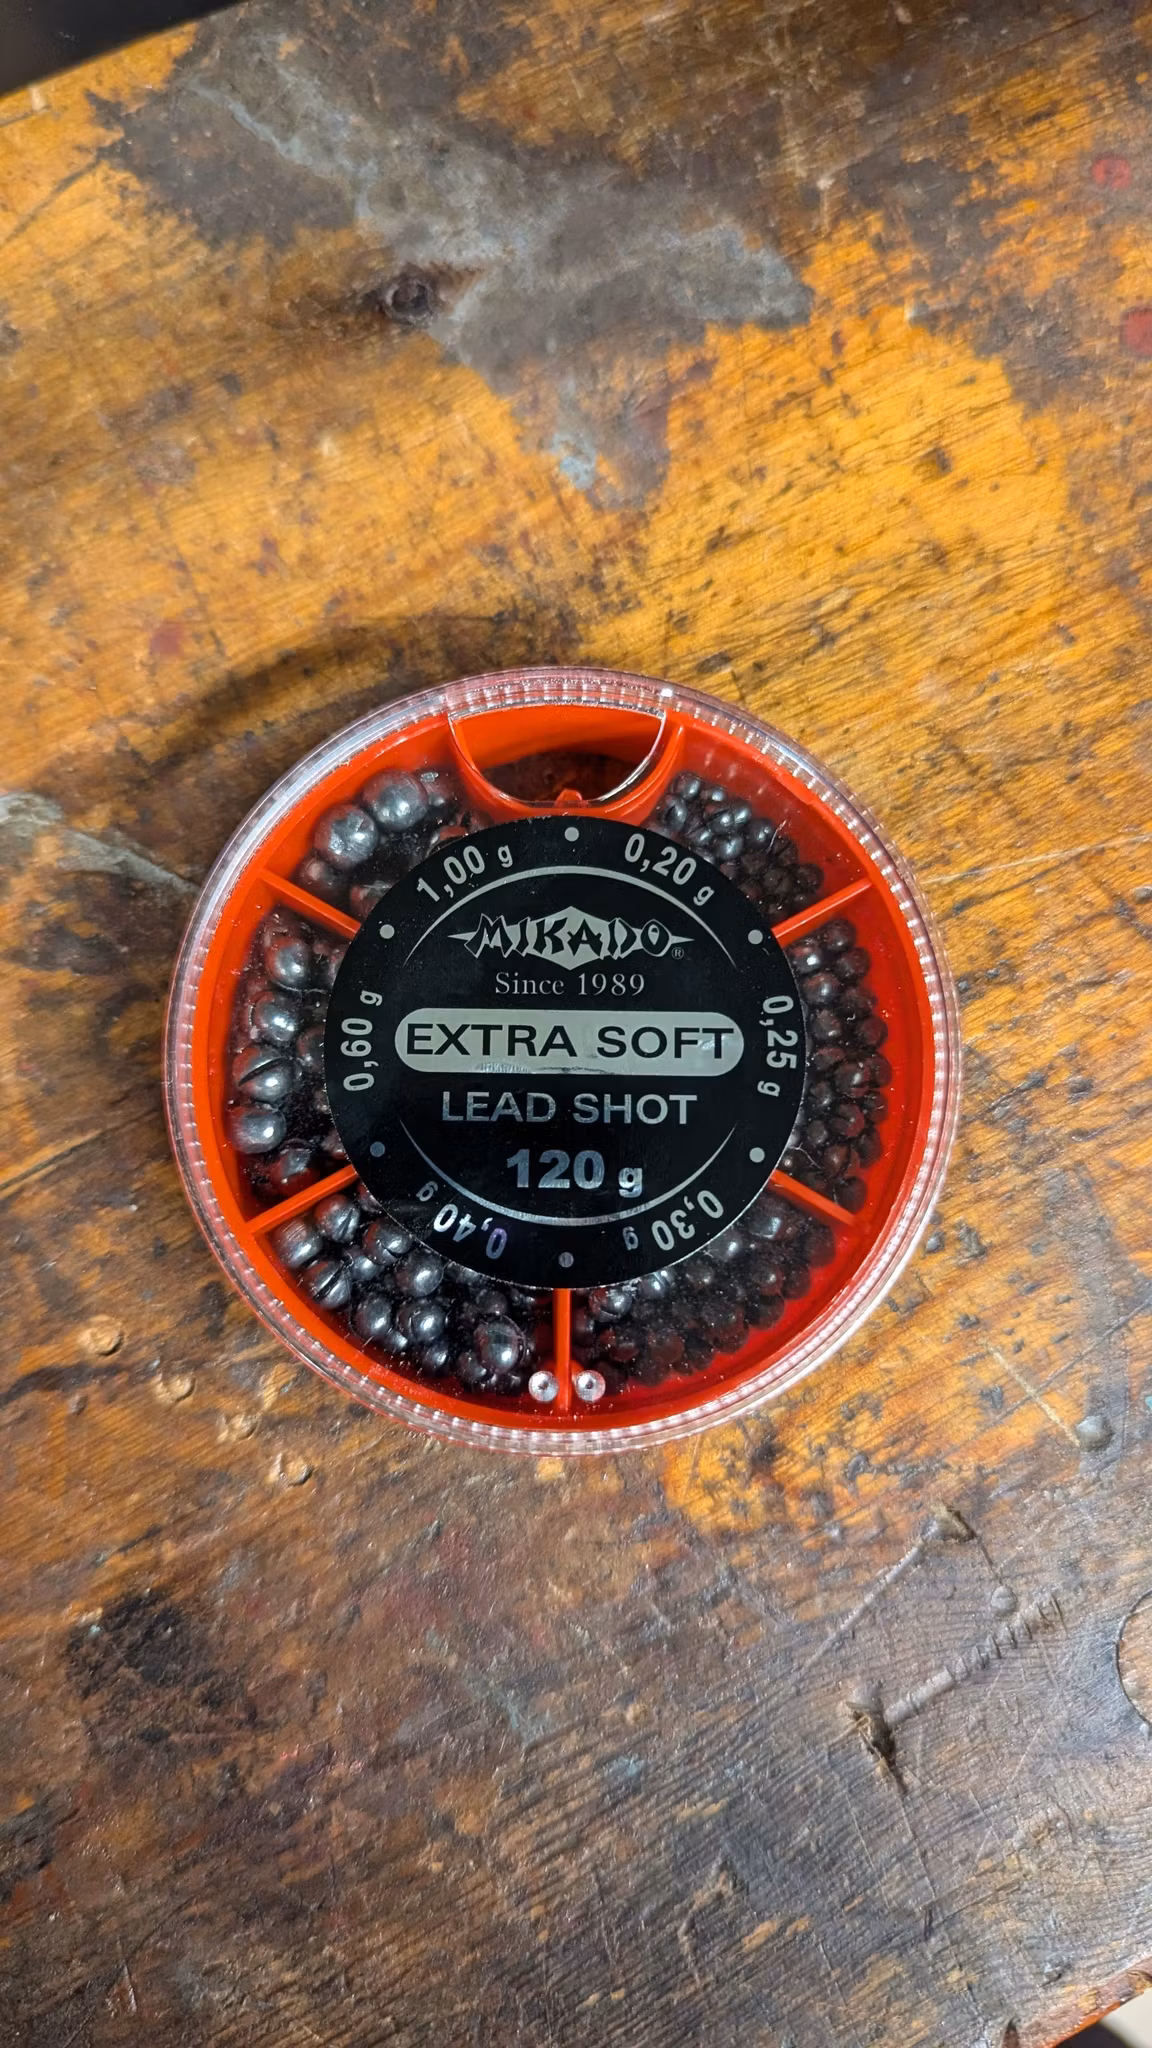 1,00 g
0,20 g
MIKADO®
Since 1989
0,60 g
EXTRA SOFT
0,25 g
LEAD SHOT
120 g
0,40 g
0,30 g